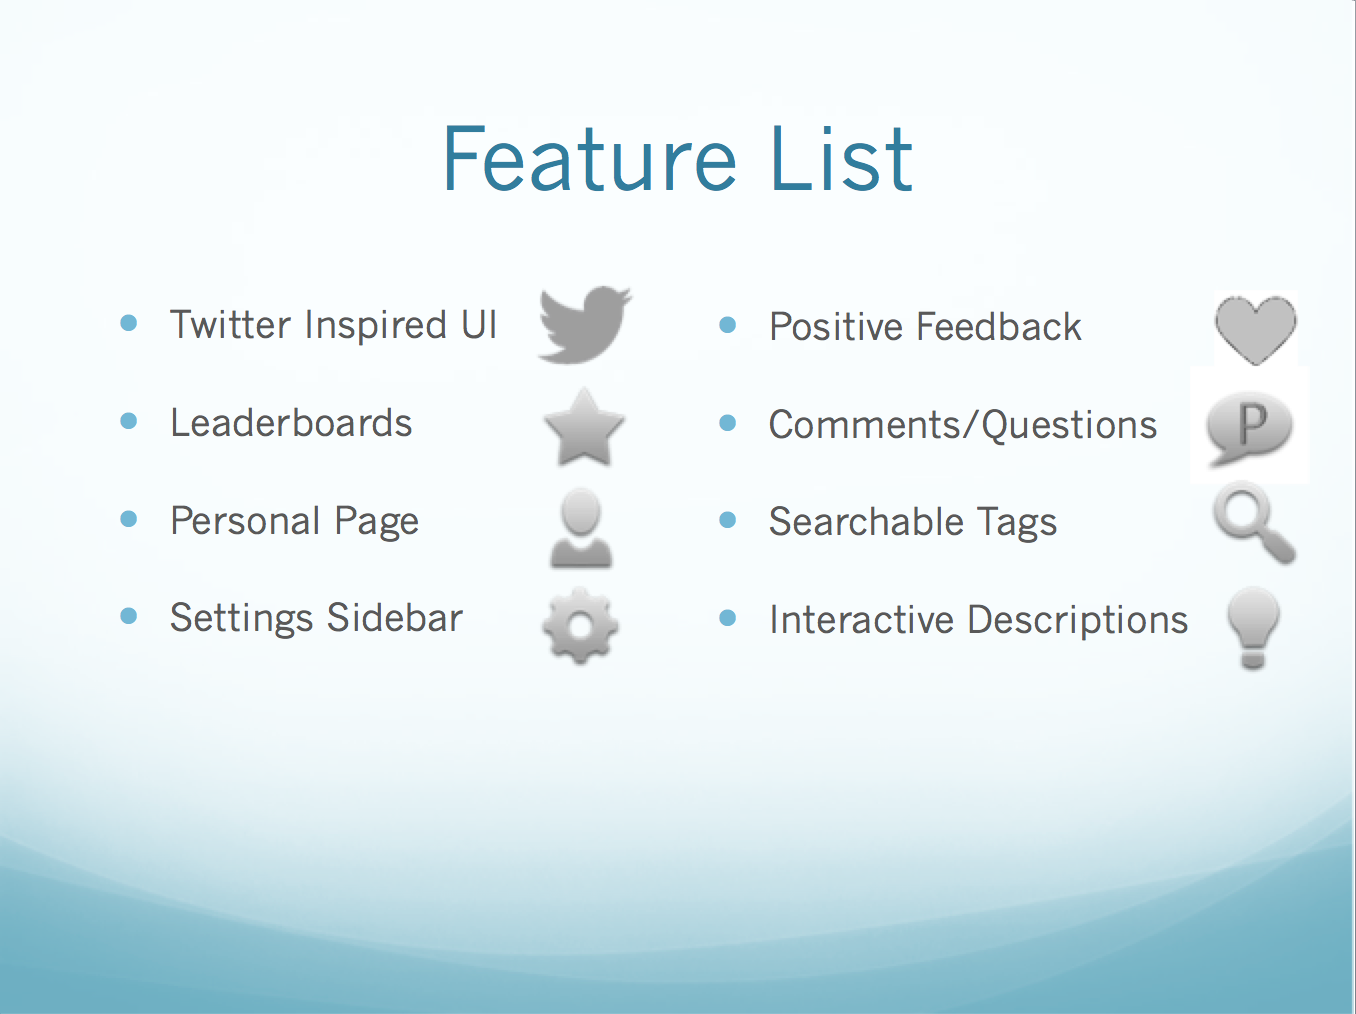 Feature List
Twitter Inspired UI
Leaderboards
Personal Page
Settings Sidebar
Positive Feedback
Comments/Questions
P
Searchable Tags
Interactive Descriptions